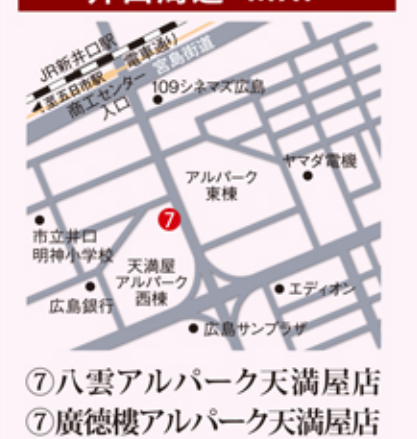 JR新井口駅
電車通り
宮島街道
至五日市駅
商工センター
入口
109シネマズ広島
ヤマダ電機
アルパーク
東棟
7
市立井口
明神小学校
天満屋
アルパーク
西棟
広島銀行
エディオン
広島サンプラザ
⑦八雲アルパーク天満屋店
⑦廣徳樓アルパーク天満屋店